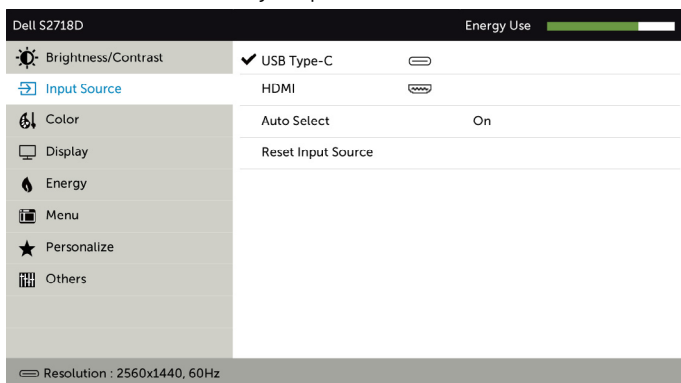 Dell S2718D Energy Use
Brightness/Contrast
USB Type-C
Input Source
HDMI
Color
Auto Select On
Display
Reset Input Source
Energy
Menu
Personalize
Others
Resolution : 2560x1440, 60Hz